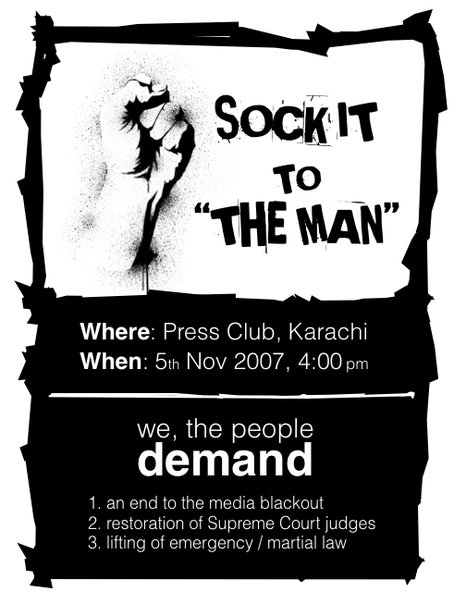 SOCK IT
TO
“THE MAN”
Where: Press Club, Karachi
When: 5th Nov 2007, 4:00 pm
we, the people
demand
1. an end to the media blackout
2. restoration of Supreme Court judges
3. lifting of emergency / martial law